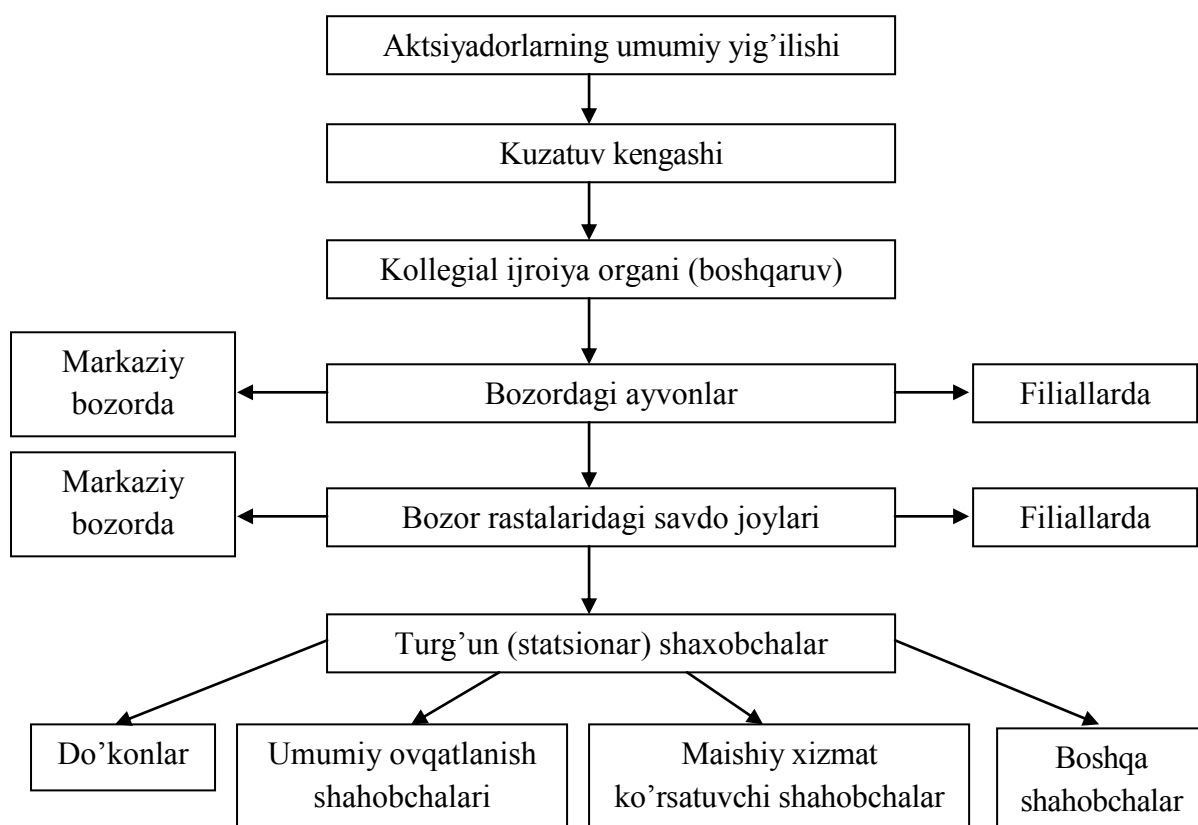 Aktsiyadorlarning umumiy yig’ilishi
Kuzatuv kengashi
Kollegial ijroiya organi (boshqaruv)
Markaziy
bozorda
Bozordagi ayvonlar
Filiallarda
Markaziy
bozorda
Bozor rastalaridagi savdo joylari
Filiallarda
Turg’un (statsionar) shaxobchalar
Do’konlar
Umumiy ovqatlanish
shahobchalari
Maishiy xizmat
ko’rsatuvchi shahobchalar
Boshqa
shahobchalar